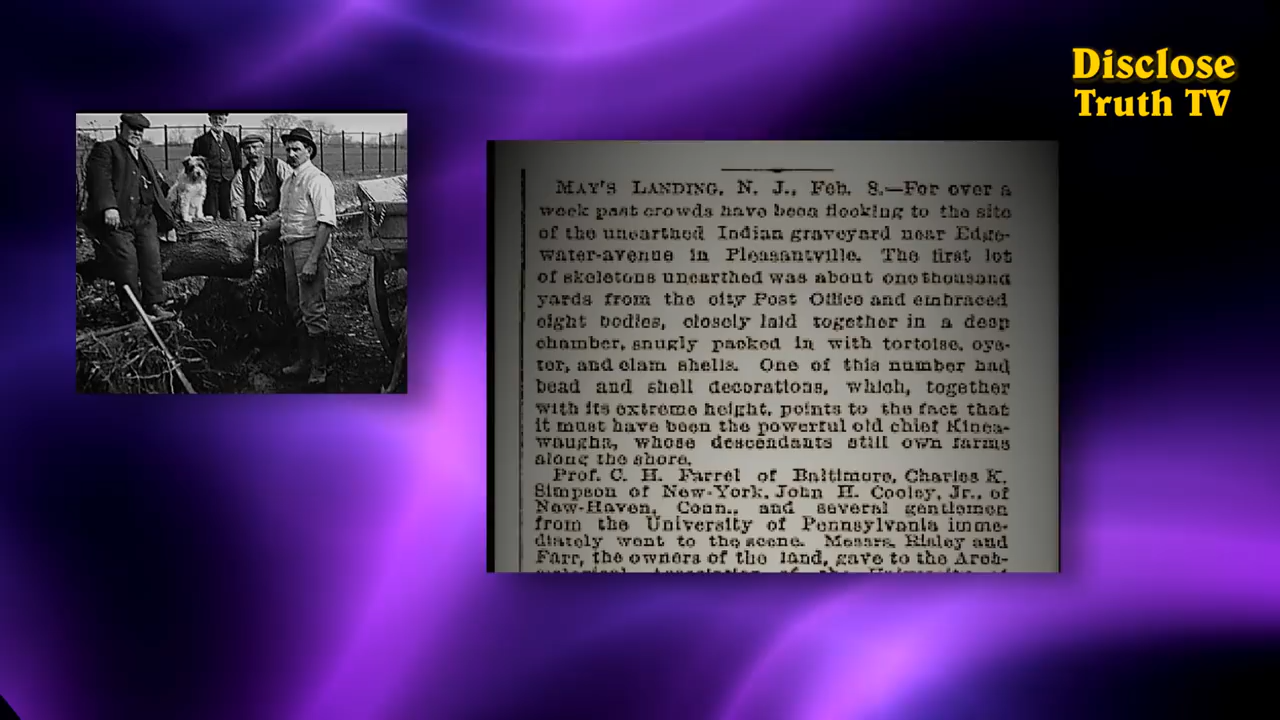 Disclose
Truth TV
MAY'S LANDING, N. J., Feb. 8.—For over a
week past crowds have been flocking to the site
of the unearthed Indian graveyard near Edge-
water-avenue in Pleasantville. The first lot
of skeletons unearthed was about one thousand
yards from the city Post Office and embraced
eight bodies, closely laid together in a deep
chamber, snugly packed in with tortoise, oys-
ter, and clam shells. One of this number had
bead and shell decorations, which, together
with its extreme height, points to the fact that
it must have been the powerful old chief
whose descendants still own farms
along the shore.
Prof. C. H. Farrel of Baltimore, Charles K.
Simpson of New-York, John H. Cooley, Jr., of
New-Haven, Conn., and several gentlemen
from the University of Pennsylvania imme-
diately went to the scene. Messrs. Risley and
Farr, the owners of the land, gave to the Arch-